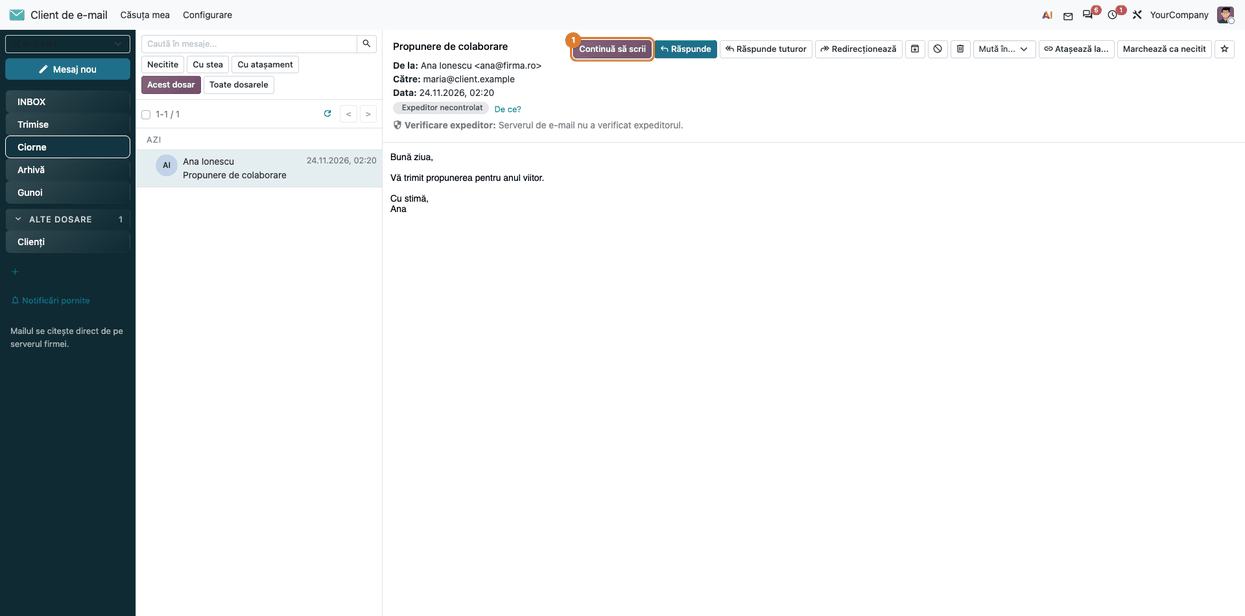 Client de e-mail
Căsuța mea
Configurare
AI
6
1
YourCompany
Mesaj nou
INBOX
Trimise
Ciorne
Arhivă
Gunoi
ALTE DOSARE 1
Clienți
+
Notificări pornite
Mailul se citește direct de pe
serverul firmei.
Caută în mesaje...
Necitite
Cu stea
Cu atașament
Acest dosar
Toate dosarele
1-1 / 1
<
>
AZI
AI
Ana Ionescu
24.11.2026, 02:20
Propunere de colaborare
Propunere de colaborare
1
Continuă să scrii
Răspunde
Răspunde tuturor
Redirecționează
Mută în...
Atașează la...
Marchează ca necitit
De la: Ana Ionescu <ana@firma.ro>
Către: maria@client.example
Data: 24.11.2026, 02:20
Expeditor necontrolat
De ce?
Verificare expeditor: Serverul de e-mail nu a verificat expeditorul.
Bună ziua,
Vă trimit propunerea pentru anul viitor.
Cu stimă,
Ana